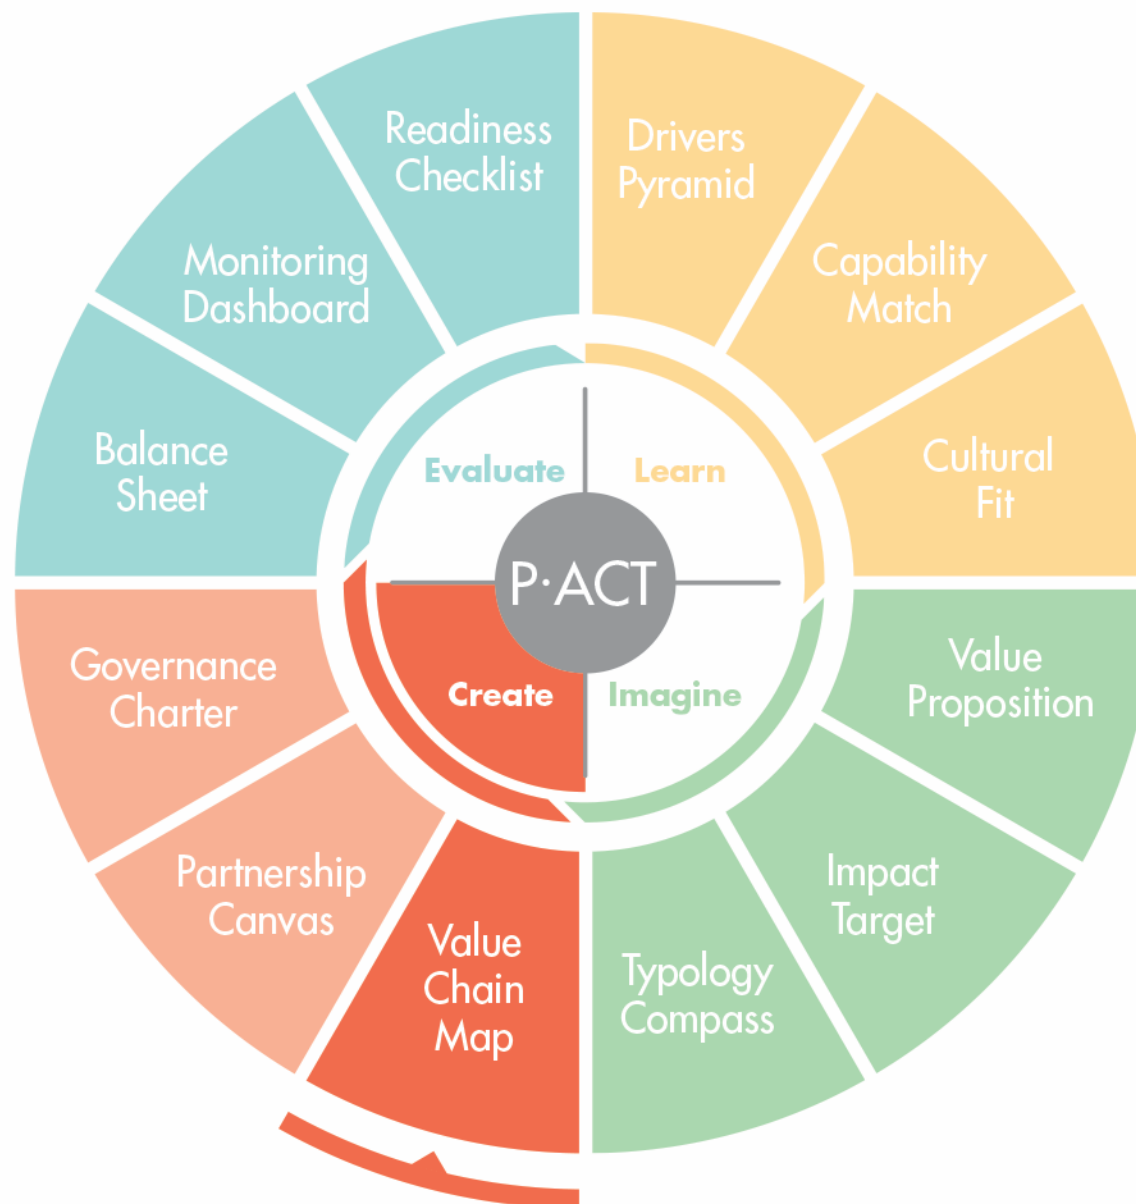 Readiness
Checklist
Drivers
Pyramid
Monitoring
Dashboard
Capability
Match
Balance
Sheet
Cultural
Fit
Evaluate
Learn
P·ACT
Create
Imagine
Governance
Charter
Value
Proposition
Partnership
Canvas
Impact
Target
Value
Chain
Map
Typology
Compass